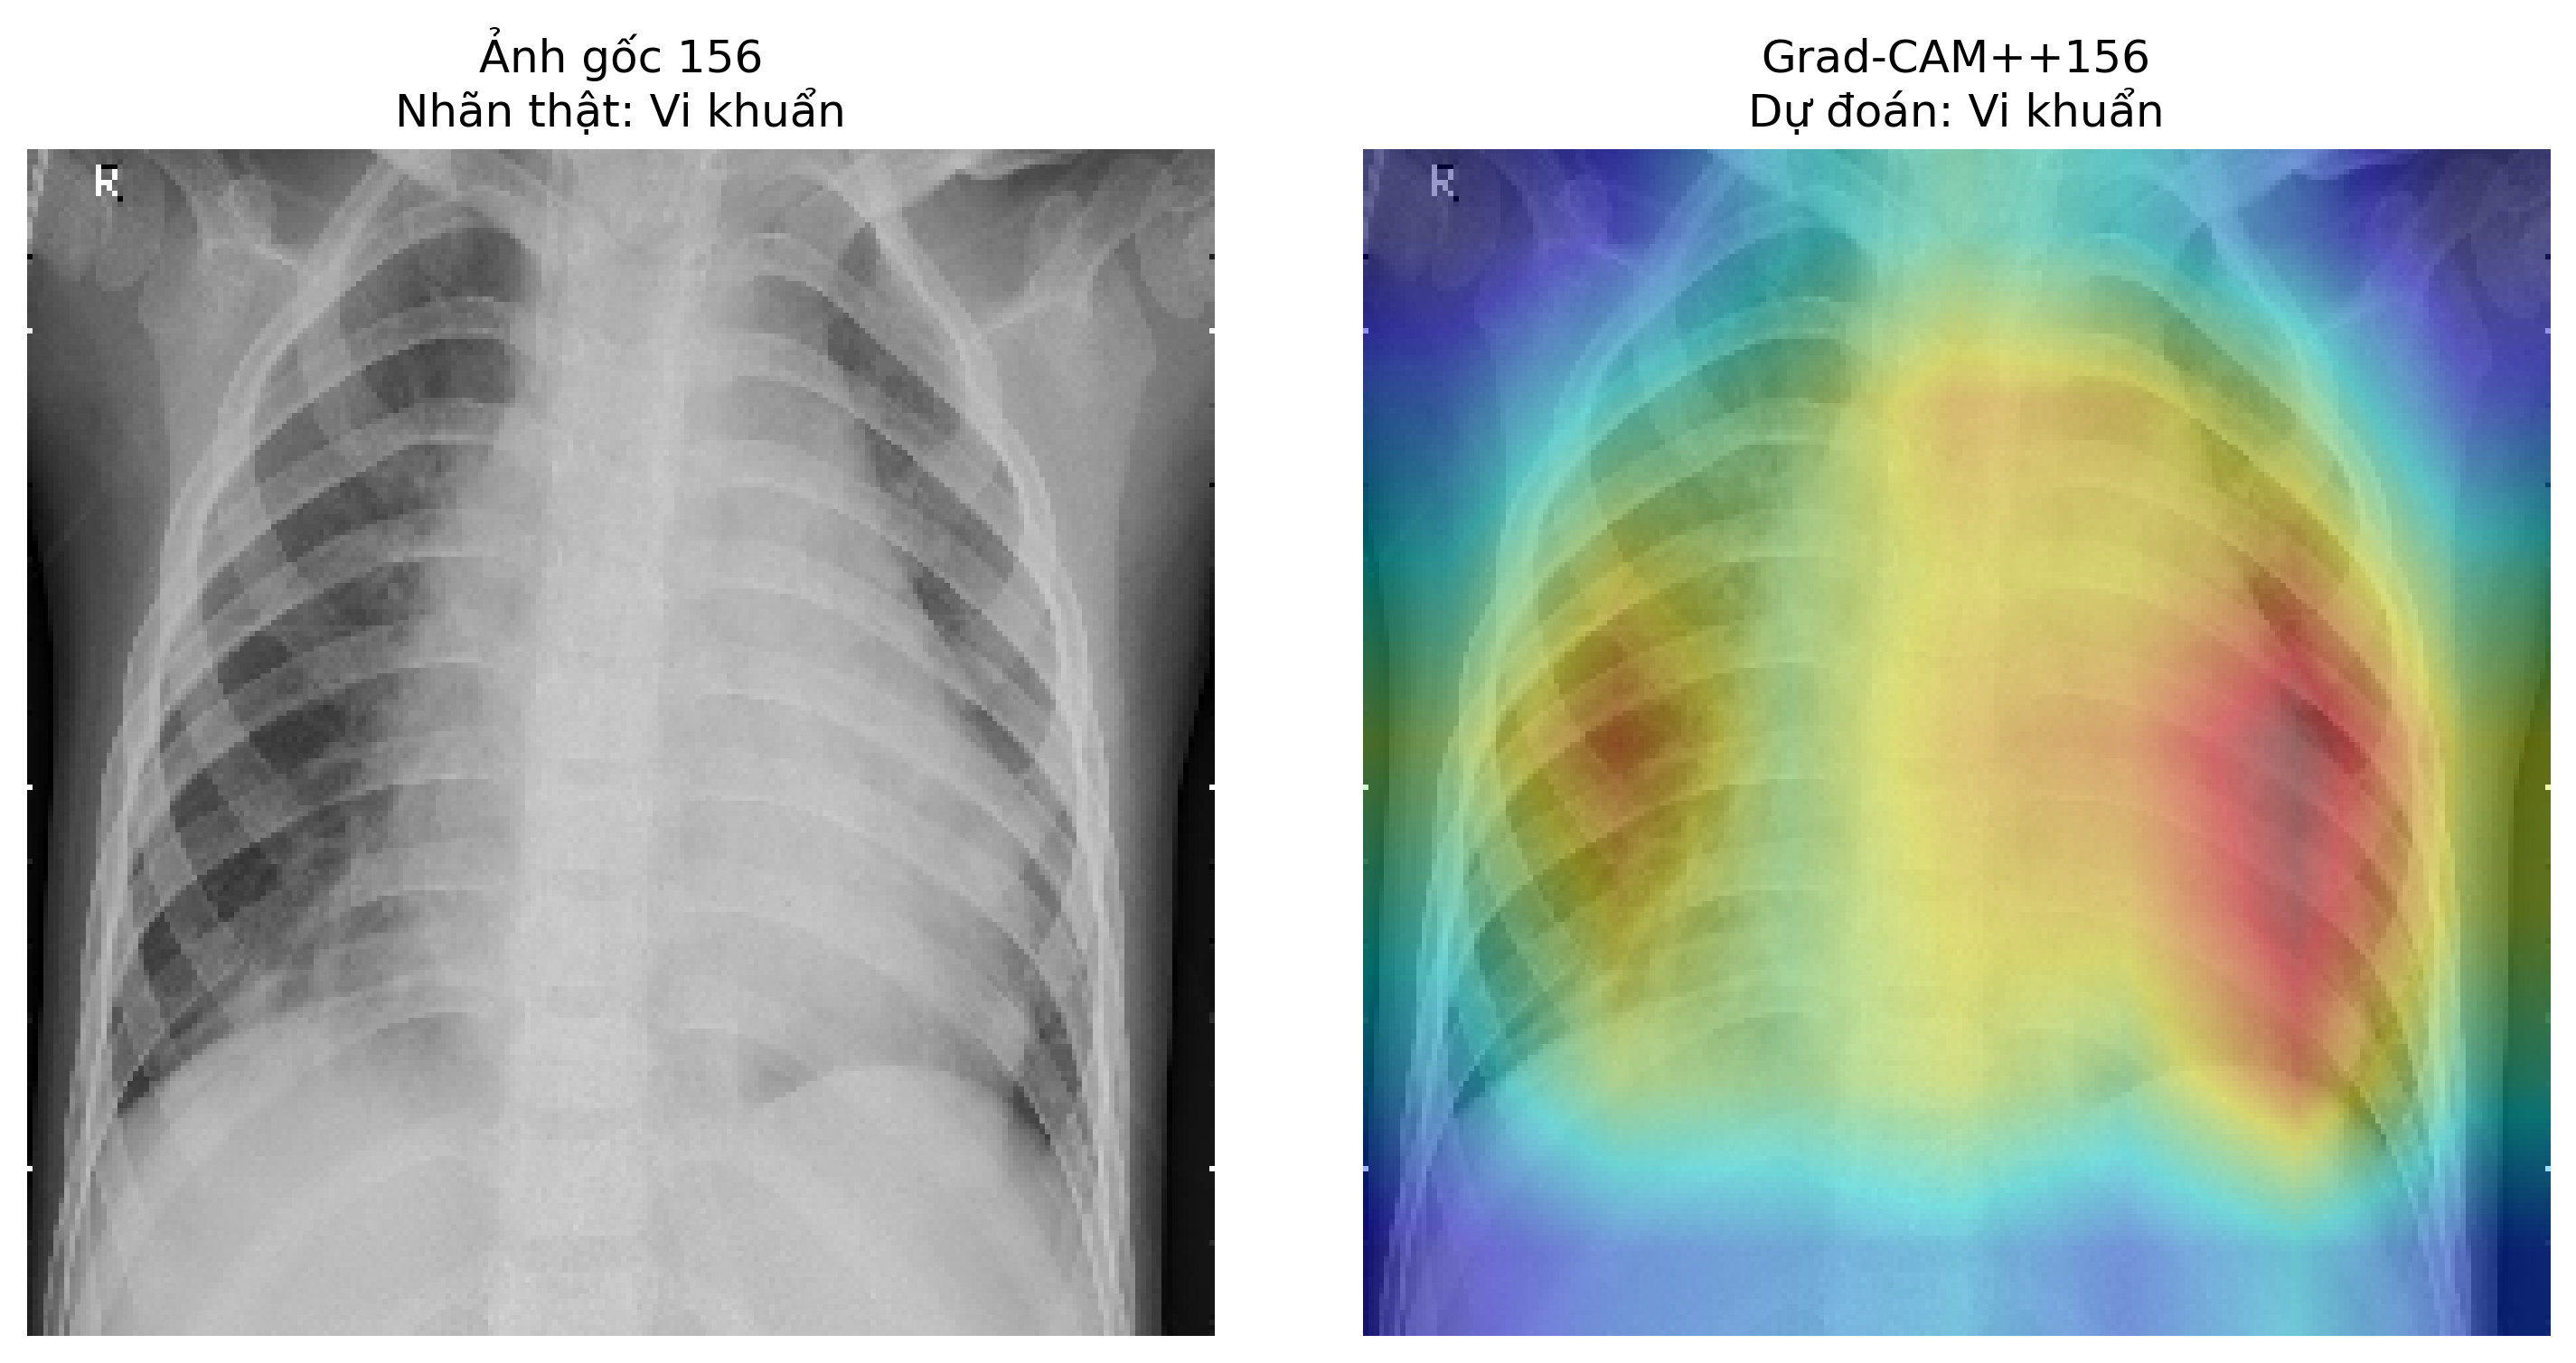 Ảnh gốc 156
Nhãn thật: Vi khuẩn
R
Grad-CAM++156
Dự đoán: Vi khuẩn
R